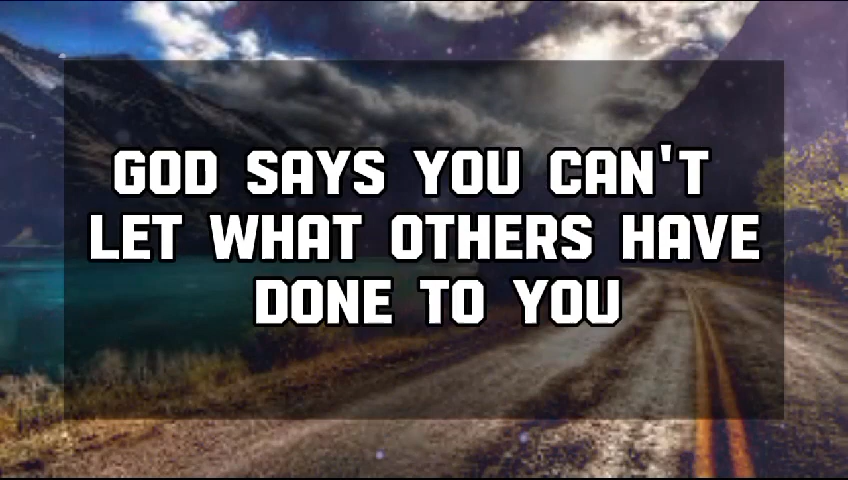 GOD SAYS YOU CAN'T
LET WHAT OTHERS HAVE
DONE TO YOU